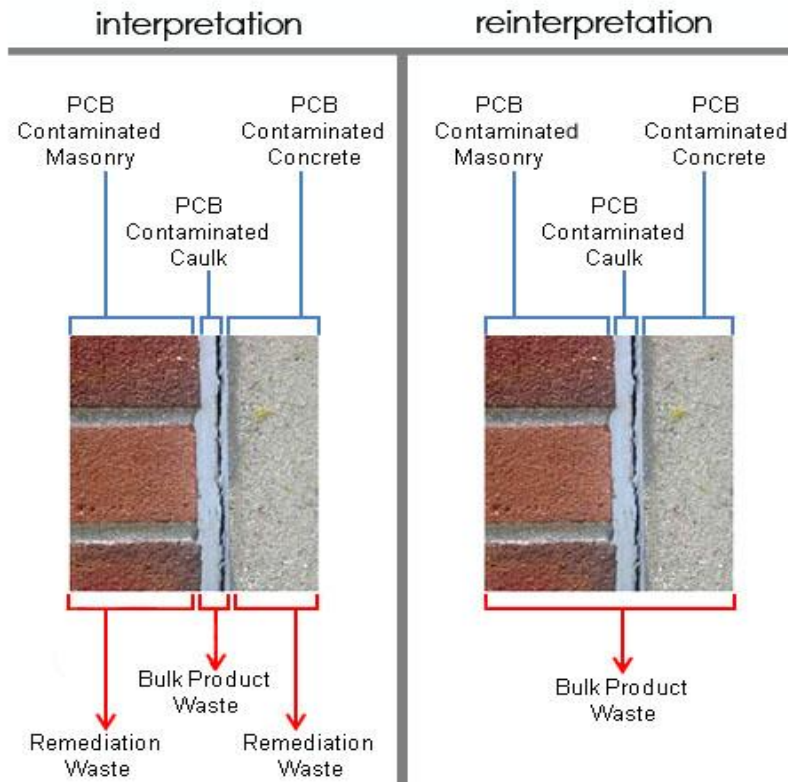 interpretation
PCB
Contaminated
Masonry
PCB
Contaminated
Concrete
PCB
Contaminated
Caulk
Bulk Product
Waste
Remediation
Waste
Remediation
Waste
reinterpretation
PCB
Contaminated
Masonry
PCB
Contaminated
Concrete
PCB
Contaminated
Caulk
Bulk Product
Waste